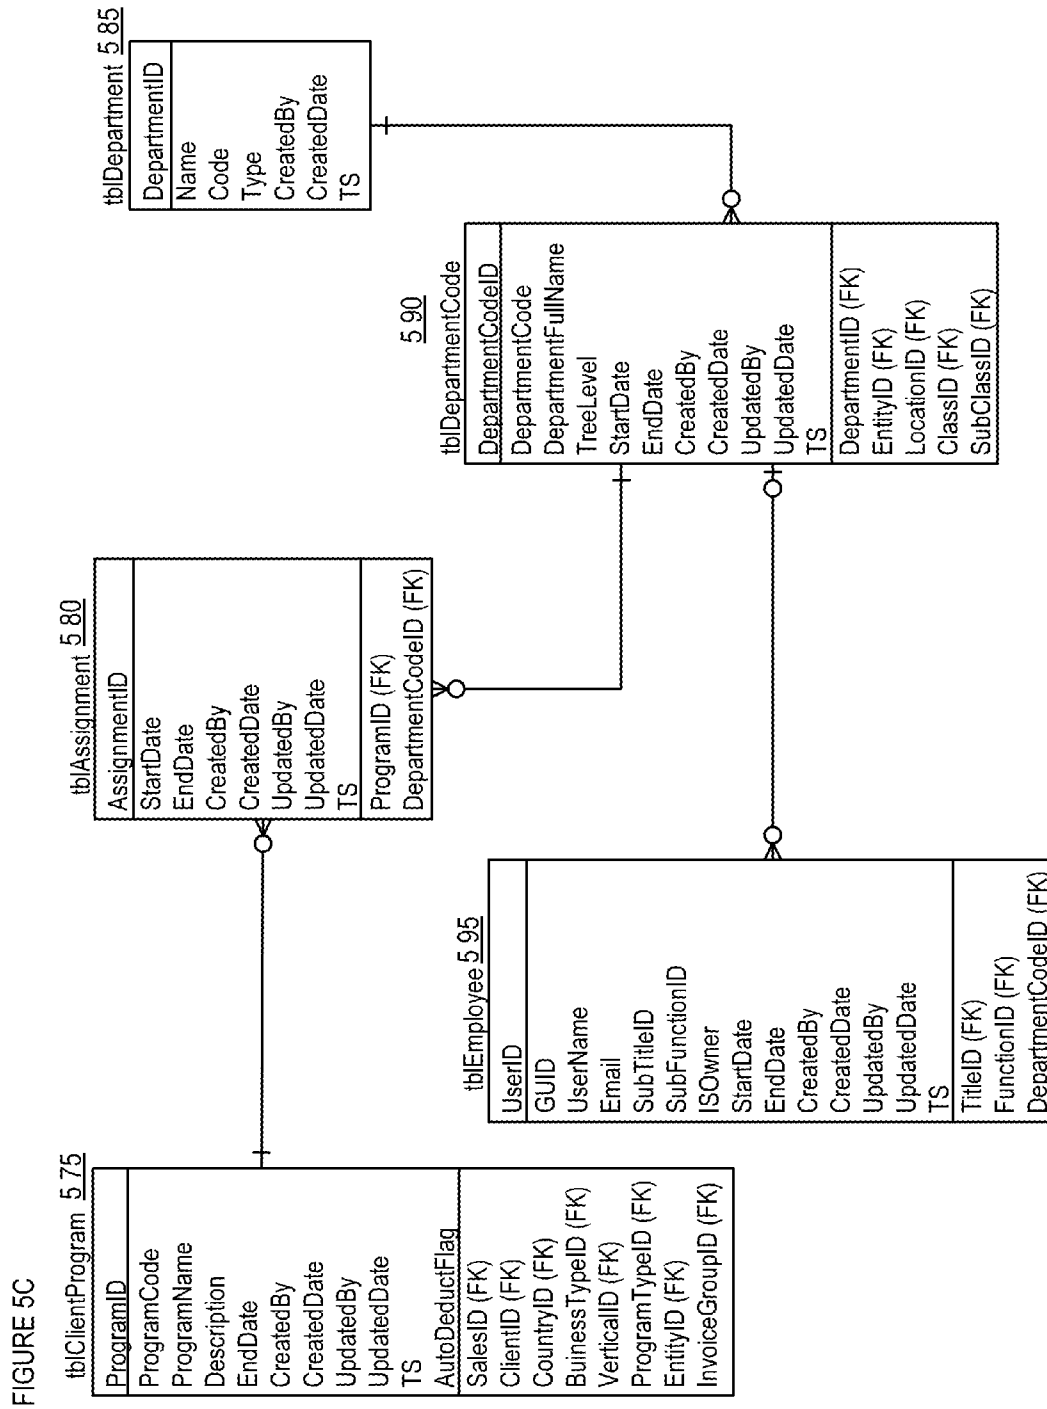 FIGURE 5C
tblClientProgram 5 75
ProgramID
ProgramCode
ProgramName
Description
EndDate
CreatedBy
CreatedDate
UpdatedBy
UpdatedDate
TS
AutoDeductFlag
SalesID (FK)
ClientID (FK)
CountryID (FK)
BuinessTypeID (FK)
VerticalID (FK)
ProgramTypeID (FK)
EntityID (FK)
InvoiceGroupID (FK)
tblAssignment 5 80
AssignmentID
StartDate
EndDate
CreatedBy
CreatedDate
UpdatedBy
UpdatedDate
TS
ProgramID (FK)
DepartmentCodeID (FK)
tblDepartment 5 85
DepartmentID
Name
Code
Type
CreatedBy
CreatedDate
TS
tblEmployee 5 95
UserID
GUID
UserName
Email
SubTitleID
SubFunctionID
ISOwner
StartDate
EndDate
CreatedBy
CreatedDate
UpdatedBy
UpdatedDate
TS
TitleID (FK)
FunctionID (FK)
DepartmentCodeID (FK)
tblDepartmentCode
5 90
DepartmentCodeID
DepartmentCode
DepartmentFullName
TreeLevel
StartDate
EndDate
CreatedBy
CreatedDate
UpdatedBy
UpdatedDate
TS
DepartmentID (FK)
EntityID (FK)
LocationID (FK)
ClassID (FK)
SubClassID (FK)